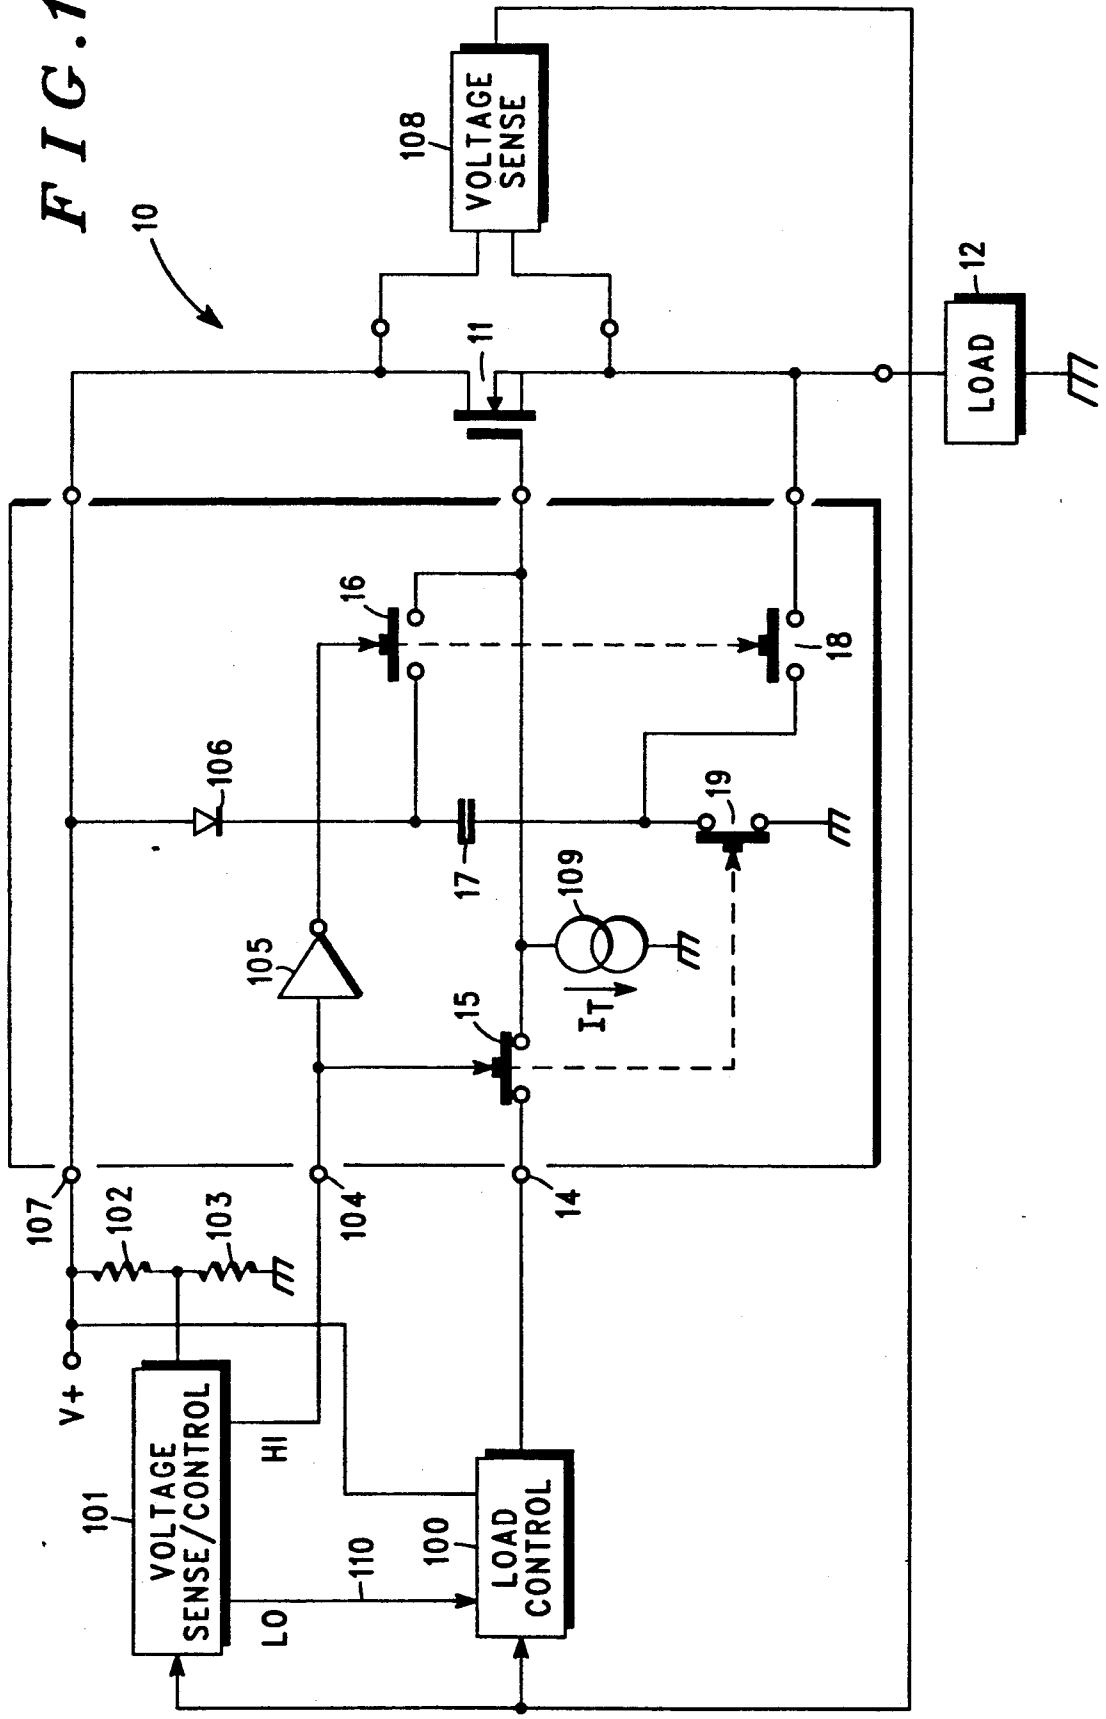 FIG.1
10
V+
107
102
103
101
VOLTAGE
SENSE/CONTROL
HI
LO
110
104
105
106
16
11
108
VOLTAGE
SENSE
100
LOAD
CONTROL
14
15
IT
109
17
19
18
12
LOAD